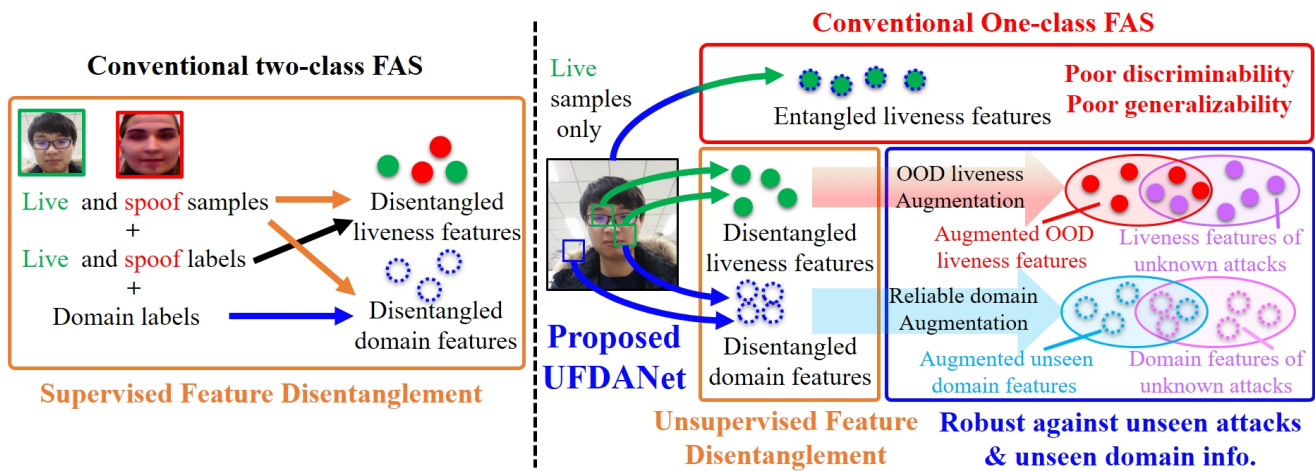 Conventional two-class FAS
Live and spoof samples
+
Live and spoof labels
+
Domain labels
Disentangled
liveness features
Disentangled
domain features
Supervised Feature Disentanglement
Conventional One-class FAS
Live
samples
only
Entangled liveness features
Poor discriminability
Poor generalizability
Proposed
UFDANet
Disentangled
liveness features
Disentangled
domain features
Unsupervised Feature
Disentanglement
OOD liveness
Augmentation
Augmented OOD
liveness features
Liveness features of
unknown attacks
Reliable domain
Augmentation
Augmented unseen
domain features
Domain features of
unknown attacks
Robust against unseen attacks
& unseen domain info.